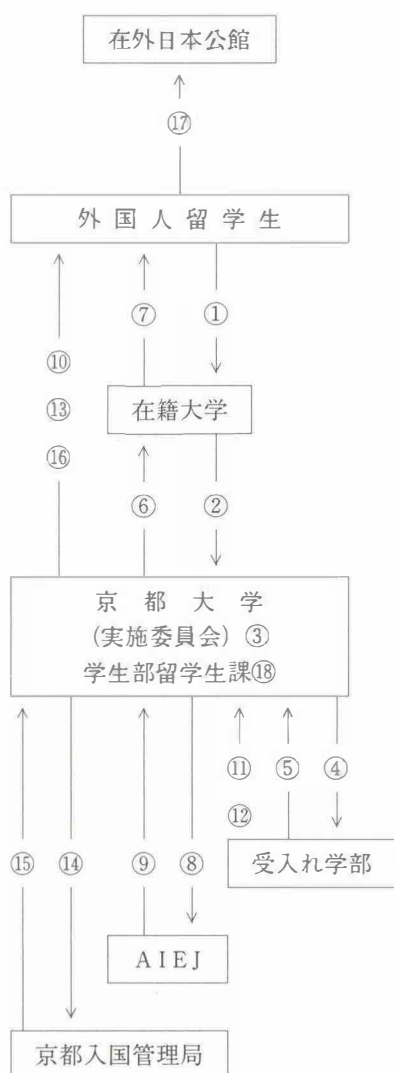 在外日本公館
⑰
外国人留学生
⑦ ①
⑩
⑬
⑯
在籍大学
⑥ ②
京都大学
(実施委員会) ③
学生部留学生課⑱
⑪ ⑤ ④
⑫
受入れ学部
⑮ ⑭ ⑨ ⑧
AIEJ
京都入国管理局